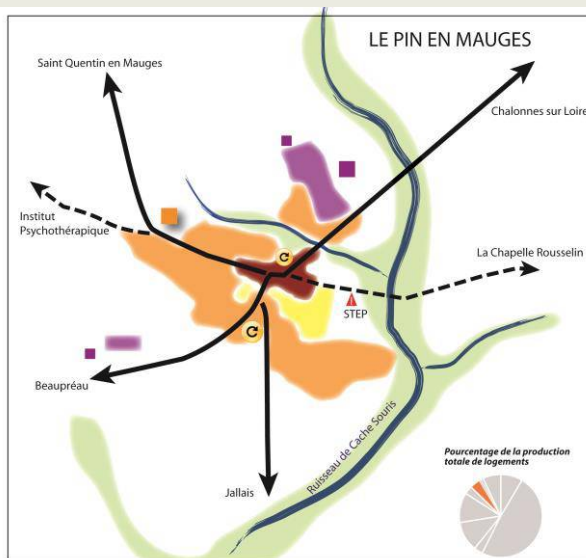 LE PIN EN MAUGES
Saint Quentin en Mauges
Chalonnes sur Loire
Institut
Psychothérapique
La Chapelle Rousselin
STEP
Beaupréau
Ruisseau de Cache Souris
Jallais
Pourcentage de la production
totale de logements